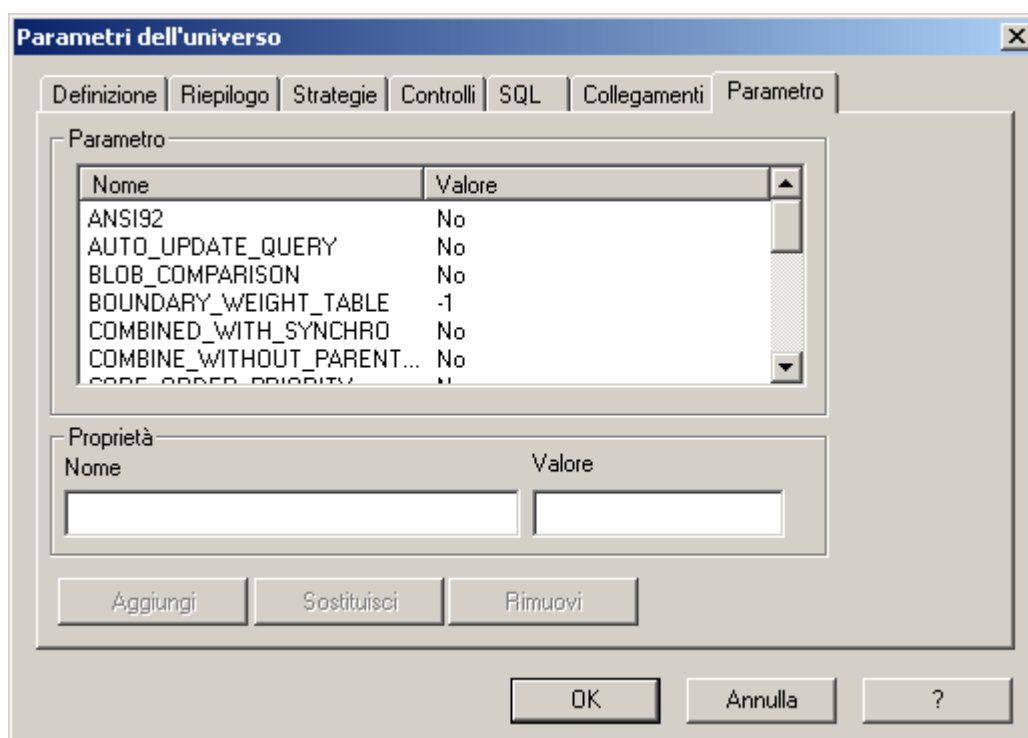 Parametri dell'universo
Definizione Riepilogo Strategie Controlli SQL Collegamenti Parametro
Parametro
Nome Valore
ANSI92 No
AUTO_UPDATE_QUERY No
BLOB_COMPARISON No
BOUNDARY_WEIGHT_TABLE -1
COMBINED_WITH_SYNCHRO No
COMBINE_WITHOUT_PARENT... No
Proprietà
Nome Valore
Aggiungi Sostituisci Rimuovi
OK Annulla ?